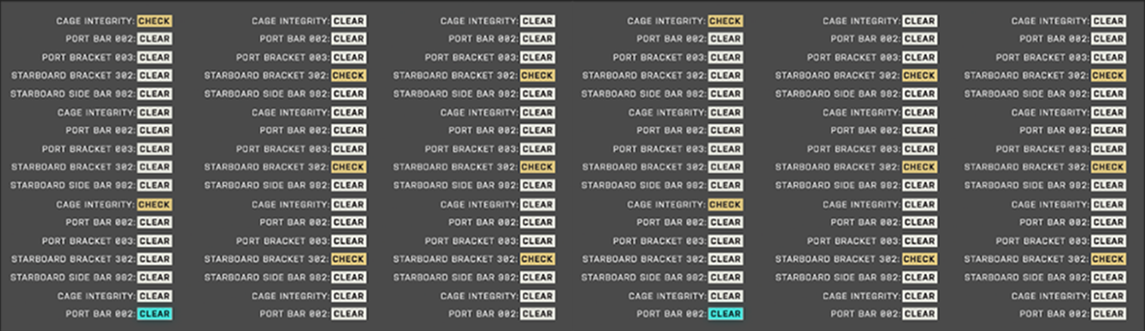 CAGE INTEGRITY: CHECK CAGE INTEGRITY: CLEAR CAGE INTEGRITY: CLEAR CAGE INTEGRITY: CHECK CAGE INTEGRITY: CLEAR CAGE INTEGRITY: CLEAR
PORT BAR 002: CLEAR PORT BAR 002: CLEAR PORT BAR 002: CLEAR PORT BAR 002: CLEAR PORT BAR 002: CLEAR PORT BAR 002: CLEAR
PORT BRACKET 003: CLEAR PORT BRACKET 003: CLEAR PORT BRACKET 003: CLEAR PORT BRACKET 003: CLEAR PORT BRACKET 003: CLEAR PORT BRACKET 003: CLEAR
STARBOARD BRACKET 302: CLEAR STARBOARD BRACKET 302: CHECK STARBOARD BRACKET 302: CHECK STARBOARD BRACKET 302: CLEAR STARBOARD BRACKET 302: CHECK STARBOARD BRACKET 302: CHECK
STARBOARD SIDE BAR 982: CLEAR STARBOARD SIDE BAR 982: CLEAR STARBOARD SIDE BAR 982: CLEAR STARBOARD SIDE BAR 982: CLEAR STARBOARD SIDE BAR 982: CLEAR STARBOARD SIDE BAR 982: CLEAR
CAGE INTEGRITY: CLEAR CAGE INTEGRITY: CLEAR CAGE INTEGRITY: CLEAR CAGE INTEGRITY: CLEAR CAGE INTEGRITY: CLEAR CAGE INTEGRITY: CLEAR
PORT BAR 002: CLEAR PORT BAR 002: CLEAR PORT BAR 002: CLEAR PORT BAR 002: CLEAR PORT BAR 002: CLEAR PORT BAR 002: CLEAR
PORT BRACKET 003: CLEAR PORT BRACKET 003: CLEAR PORT BRACKET 003: CLEAR PORT BRACKET 003: CLEAR PORT BRACKET 003: CLEAR PORT BRACKET 003: CLEAR
STARBOARD BRACKET 302: CLEAR STARBOARD BRACKET 302: CHECK STARBOARD BRACKET 302: CHECK STARBOARD BRACKET 302: CLEAR STARBOARD BRACKET 302: CHECK STARBOARD BRACKET 302: CHECK
STARBOARD SIDE BAR 982: CLEAR STARBOARD SIDE BAR 982: CLEAR STARBOARD SIDE BAR 982: CLEAR STARBOARD SIDE BAR 982: CLEAR STARBOARD SIDE BAR 982: CLEAR STARBOARD SIDE BAR 982: CLEAR
CAGE INTEGRITY: CHECK CAGE INTEGRITY: CLEAR CAGE INTEGRITY: CLEAR CAGE INTEGRITY: CHECK CAGE INTEGRITY: CLEAR CAGE INTEGRITY: CLEAR
PORT BAR 002: CLEAR PORT BAR 002: CLEAR PORT BAR 002: CLEAR PORT BAR 002: CLEAR PORT BAR 002: CLEAR PORT BAR 002: CLEAR
PORT BRACKET 003: CLEAR PORT BRACKET 003: CLEAR PORT BRACKET 003: CLEAR PORT BRACKET 003: CLEAR PORT BRACKET 003: CLEAR PORT BRACKET 003: CLEAR
STARBOARD BRACKET 302: CLEAR STARBOARD BRACKET 302: CHECK STARBOARD BRACKET 302: CHECK STARBOARD BRACKET 302: CLEAR STARBOARD BRACKET 302: CHECK STARBOARD BRACKET 302: CHECK
STARBOARD SIDE BAR 982: CLEAR STARBOARD SIDE BAR 982: CLEAR STARBOARD SIDE BAR 982: CLEAR STARBOARD SIDE BAR 982: CLEAR STARBOARD SIDE BAR 982: CLEAR STARBOARD SIDE BAR 982: CLEAR
CAGE INTEGRITY: CLEAR CAGE INTEGRITY: CLEAR CAGE INTEGRITY: CLEAR CAGE INTEGRITY: CLEAR CAGE INTEGRITY: CLEAR CAGE INTEGRITY: CLEAR
PORT BAR 002: CLEAR PORT BAR 002: CLEAR PORT BAR 002: CLEAR PORT BAR 002: CLEAR PORT BAR 002: CLEAR PORT BAR 002: CLEAR